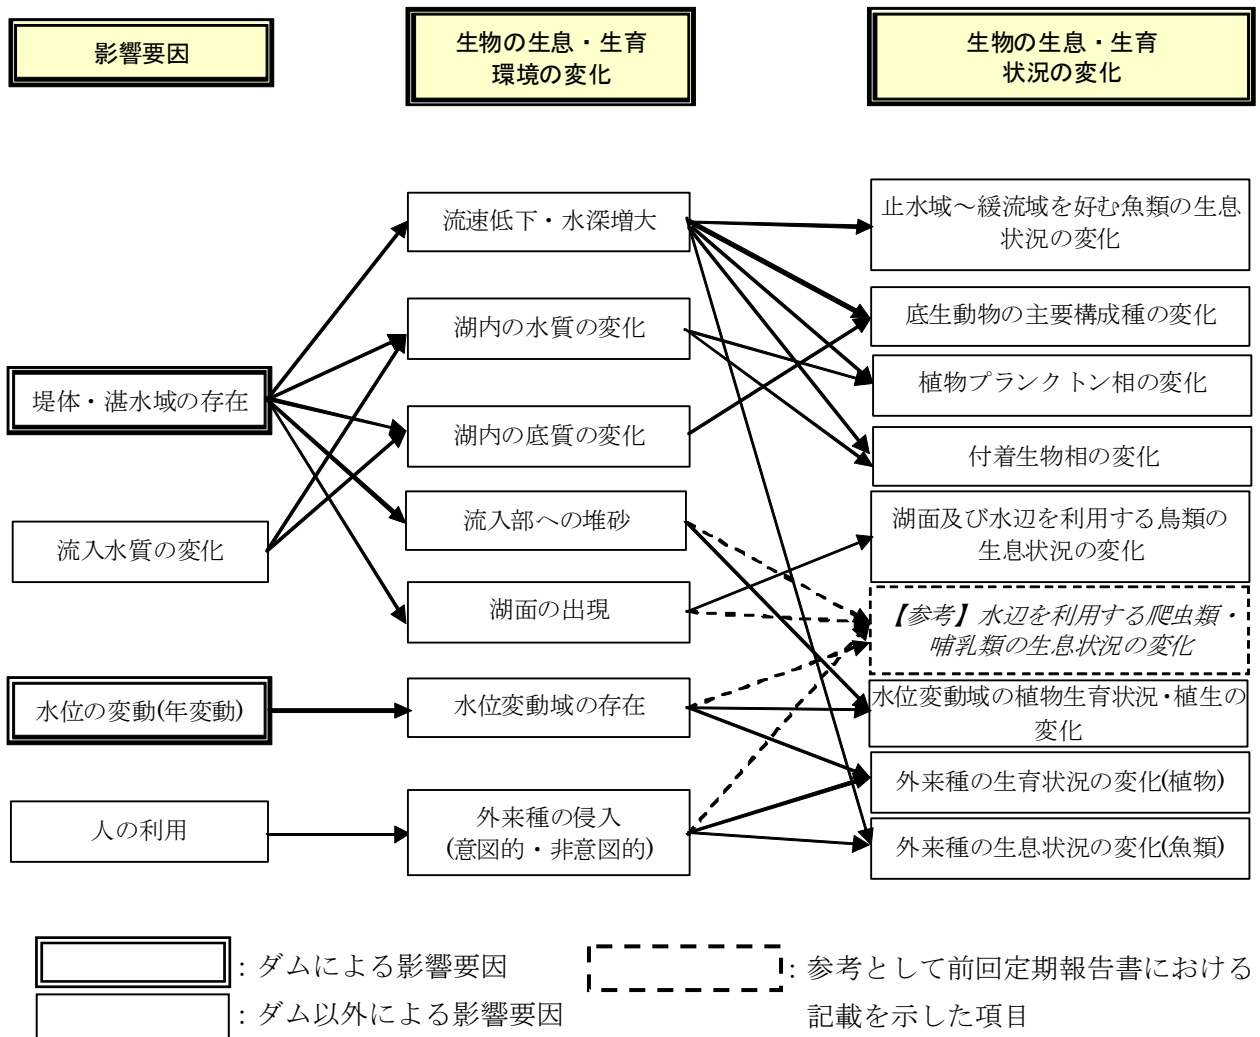 影響要因
生物の生息・生育
環境の変化
生物の生息・生育
状況の変化
堤体・湛水域の存在
流入水質の変化
水位の変動(年変動)
人の利用
流速低下・水深増大
湖内の水質の変化
湖内の底質の変化
流入部への堆砂
湖面の出現
水位変動域の存在
外来種の侵入
(意図的・非意図的)
止水域～緩流域を好む魚類の生息
状況の変化
底生動物の主要構成種の変化
植物プランクトン相の変化
付着生物相の変化
湖面及び水辺を利用する鳥類の
生息状況の変化
【参考】水辺を利用する爬虫類・
哺乳類の生息状況の変化
水位変動域の植物生育状況・植生の
変化
外来種の生育状況の変化(植物)
外来種の生息状況の変化(魚類)
：ダムによる影響要因
：ダム以外による影響要因
：参考として前回定期報告書における
記載を示した項目